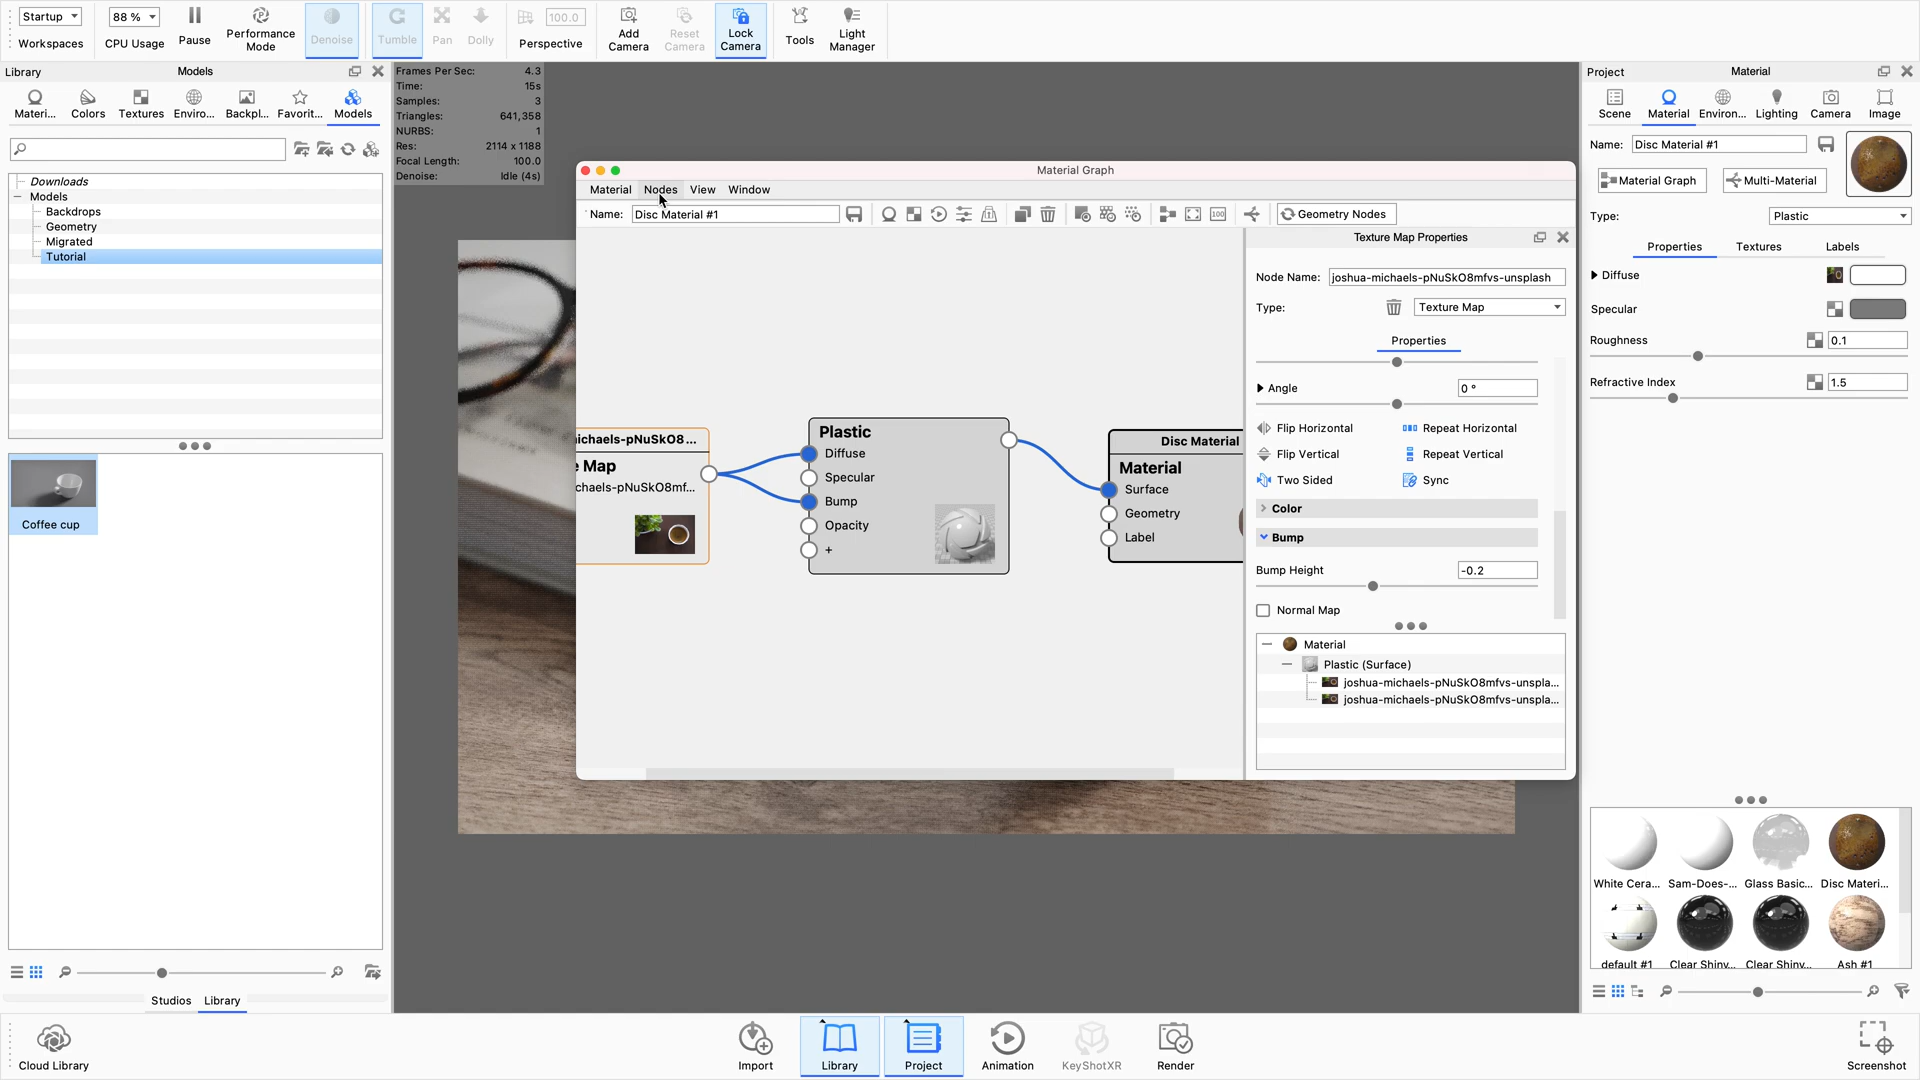 Startup
88 %
100.0
Workspaces
CPU Usage
Pause
Performance
Mode
Denoise
Tumble
Pan
Dolly
Perspective
Add
Camera
Reset
Camera
Lock
Camera
Tools
Light
Manager
Library
Models
Materi...
Colors
Textures
Enviro...
Backpl...
Favorit...
Models
Downloads
Models
Backdrops
Geometry
Migrated
Tutorial
Coffee cup
Studios
Library
Frames Per Sec: 4.3
Time: 15s
Samples: 3
Triangles: 641,358
NURBS: 1
Res: 2114 x 1188
Focal Length: 100.0
Denoise: Idle (4s)
Material Graph
Material
Nodes
View
Window
Name:
Disc Material #1
100
Geometry Nodes
ichaels-pNuSkO8...
e Map
chaels-pNuSkO8mf...
Plastic
Diffuse
Specular
Bump
Opacity
+
Disc Material
Material
Surface
Geometry
Label
Texture Map Properties
Node Name:
joshua-michaels-pNuSkO8mfvs-unsplash
Type:
Texture Map
Properties
Angle
0 °
Flip Horizontal
Repeat Horizontal
Flip Vertical
Repeat Vertical
Two Sided
Sync
Color
Bump
Bump Height
-0.2
Normal Map
Material
Plastic (Surface)
joshua-michaels-pNuSkO8mfvs-unspla...
joshua-michaels-pNuSkO8mfvs-unspla...
Project
Material
Scene
Material
Environ...
Lighting
Camera
Image
Name:
Disc Material #1
Material Graph
Multi-Material
Type:
Plastic
Properties
Textures
Labels
Diffuse
Specular
Roughness
0.1
Refractive Index
1.5
White Cera...
Sam-Does-...
Glass Basic...
Disc Materi...
default #1
Clear Shiny...
Clear Shiny...
Ash #1
Cloud Library
Import
Library
Project
Animation
KeyShotXR
Render
Screenshot